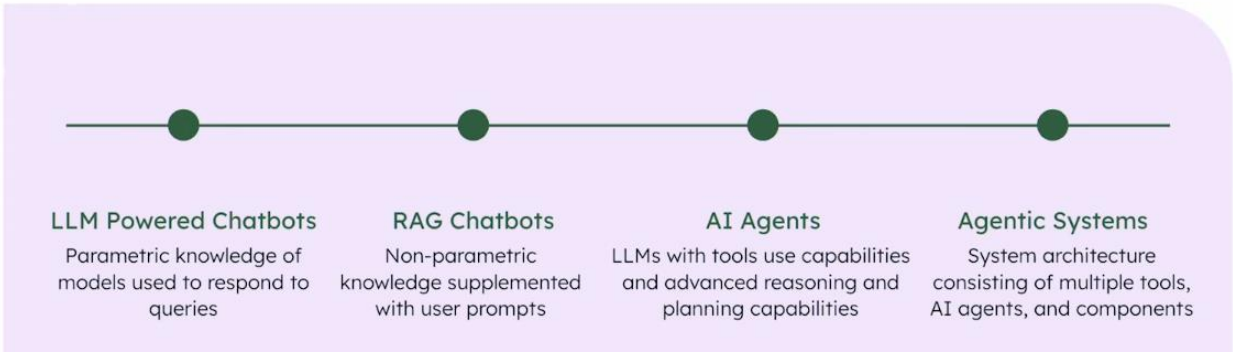 LLM Powered Chatbots
Parametric knowledge of
models used to respond to
queries
RAG Chatbots
Non-parametric
knowledge supplemented
with user prompts
AI Agents
LLMs with tools use capabilities
and advanced reasoning and
planning capabilities
Agentic Systems
System architecture
consisting of multiple tools,
AI agents, and components